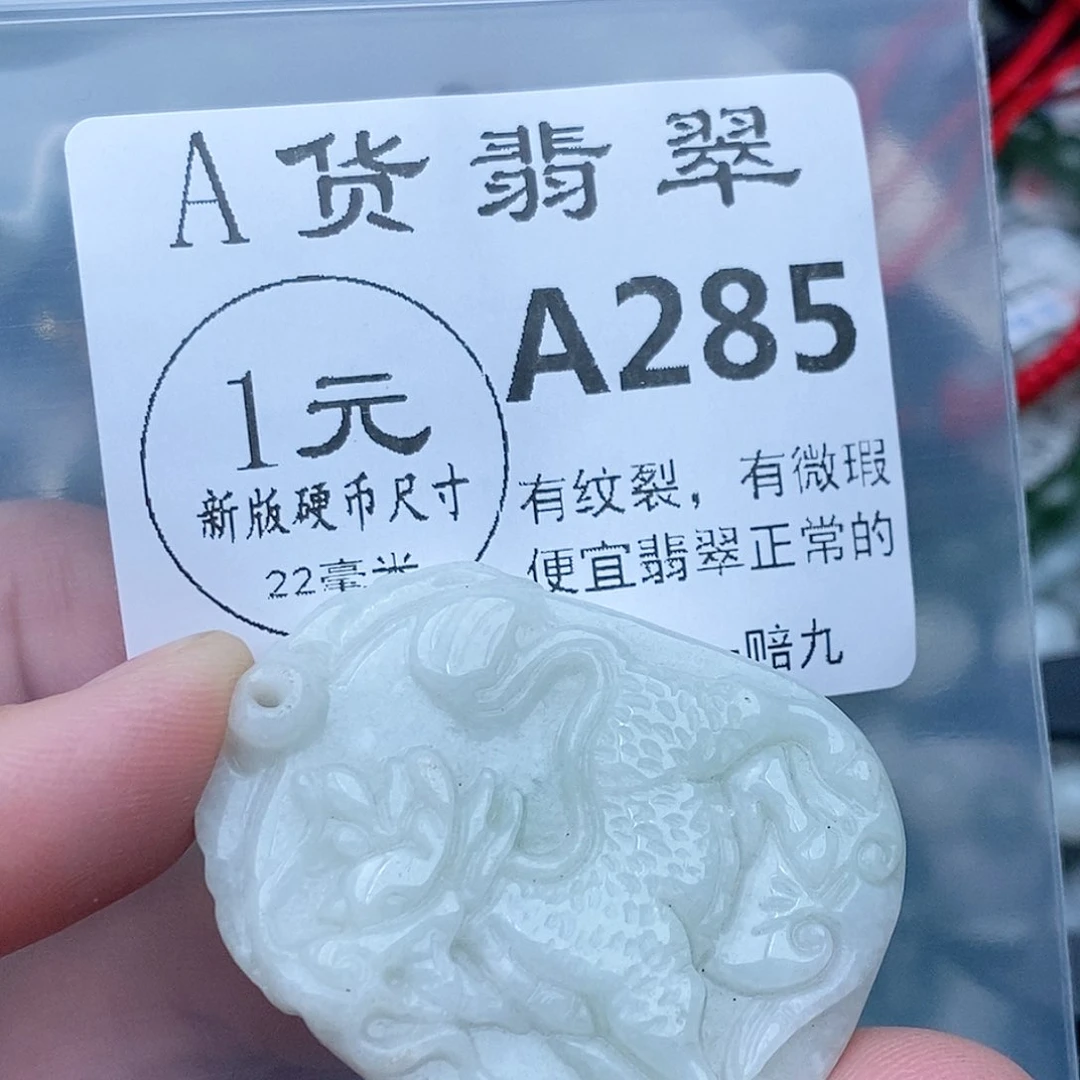 A货翡翠
A285
1元
新版硬币尺寸
22毫米
有纹裂，有微瑕
便宜翡翠正常的
赔九